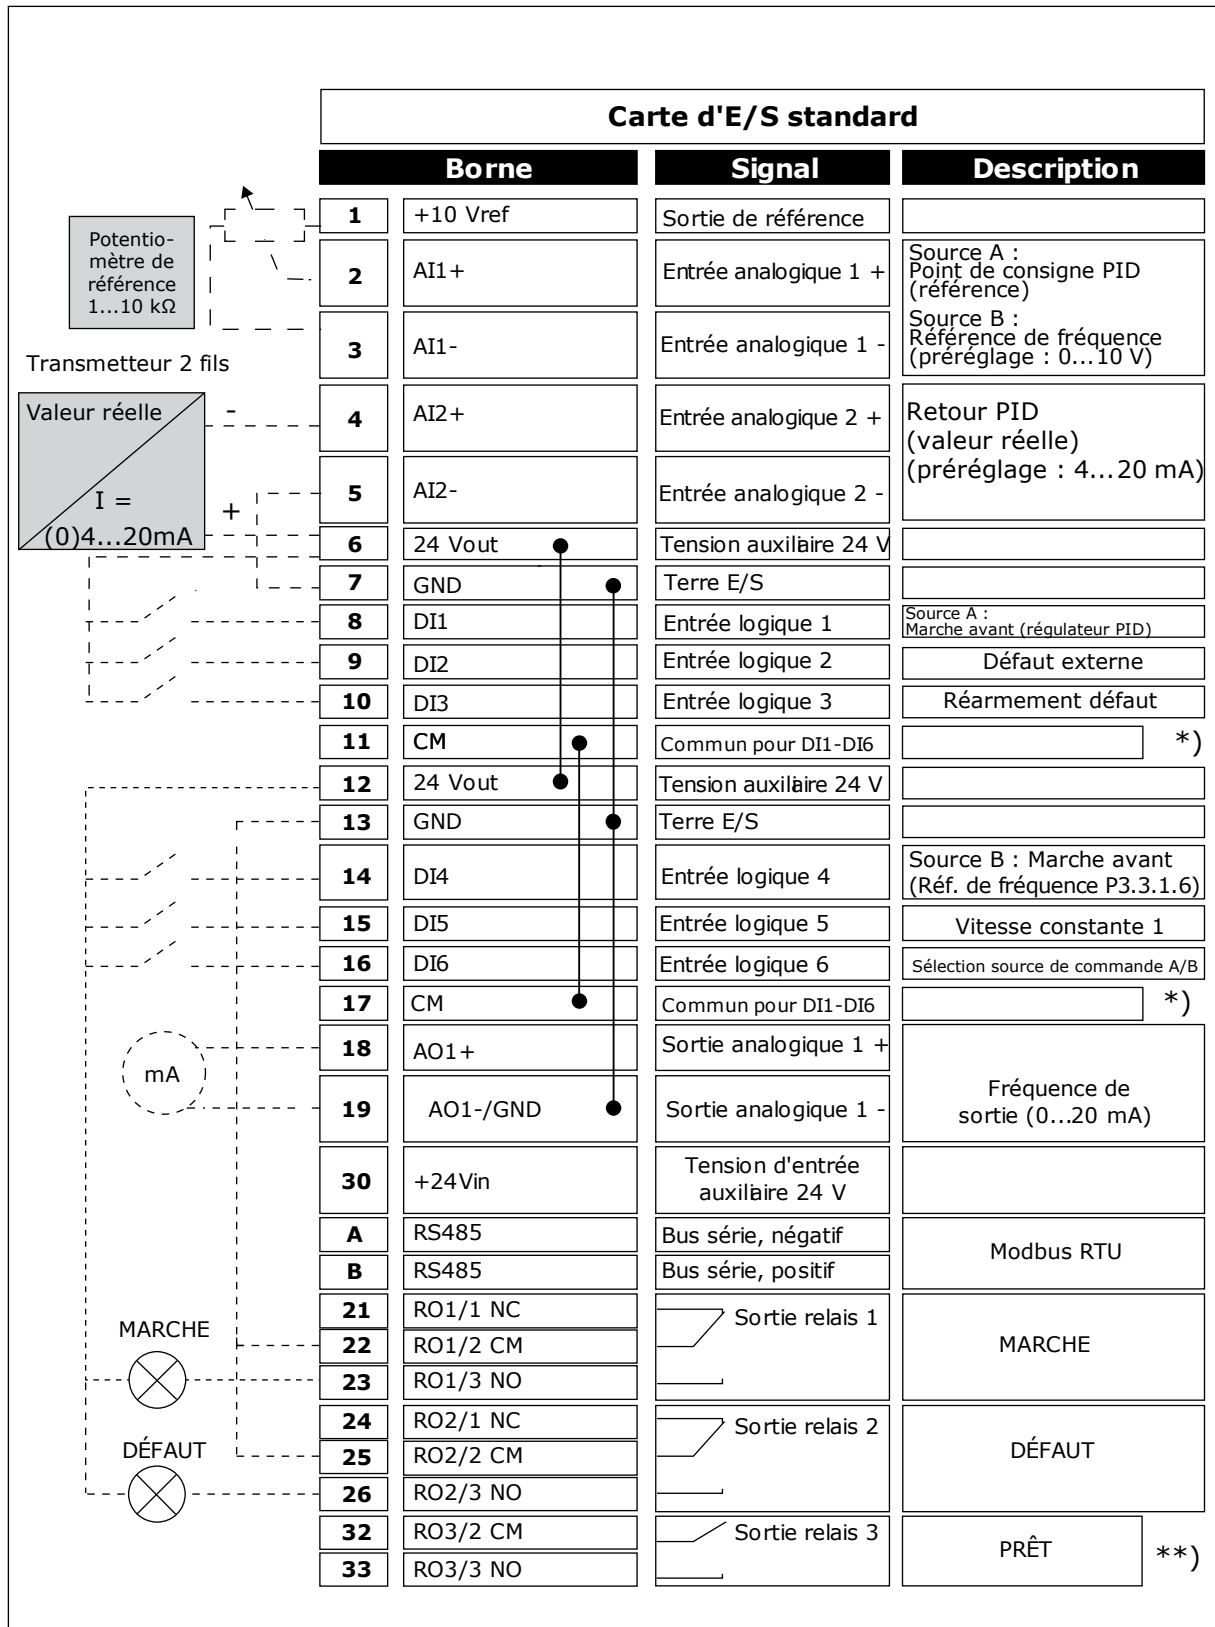 Carte d'E/S standard
Borne Signal Description
Potentio-
mètre de
référence
1...10 kΩ
1 +10 Vref Sortie de référence
2 AI1+ Entrée analogique 1 +
Source A :
Point de consigne PID
(référence)
3 AI1- Entrée analogique 1 -
Source B :
Référence de fréquence
(préréglage : 0...10 V)
Transmetteur 2 fils
Valeur réelle
I =
(0)4...20mA
-
+
4 AI2+ Entrée analogique 2 +
Retour PID
(valeur réelle)
(préréglage : 4...20 mA)
5 AI2- Entrée analogique 2 -
6 24 Vout Tension auxiliaire 24 V
7 GND Terre E/S
8 DI1 Entrée logique 1
Source A :
Marche avant (régulateur PID)
9 DI2 Entrée logique 2 Défaut externe
10 DI3 Entrée logique 3 Réarmement défaut
11 CM Commun pour DI1-DI6 *)
12 24 Vout Tension auxiliaire 24 V
13 GND Terre E/S
14 DI4 Entrée logique 4
Source B : Marche avant
(Réf. de fréquence P3.3.1.6)
15 DI5 Entrée logique 5 Vitesse constante 1
16 DI6 Entrée logique 6 Sélection source de commande A/B
17 CM Commun pour DI1-DI6 *)
mA
18 AO1+ Sortie analogique 1 +
19 AO1-/GND Sortie analogique 1 -
Fréquence de
sortie (0...20 mA)
30 +24Vin
Tension d'entrée
auxiliaire 24 V
A RS485 Bus série, négatif
B RS485 Bus série, positif
Modbus RTU
21 RO1/1 NC Sortie relais 1
MARCHE
22 RO1/2 CM MARCHE
23 RO1/3 NO
24 RO2/1 NC Sortie relais 2
DÉFAUT
25 RO2/2 CM DÉFAUT
26 RO2/3 NO
32 RO3/2 CM Sortie relais 3
33 RO3/3 NO
PRÊT **)